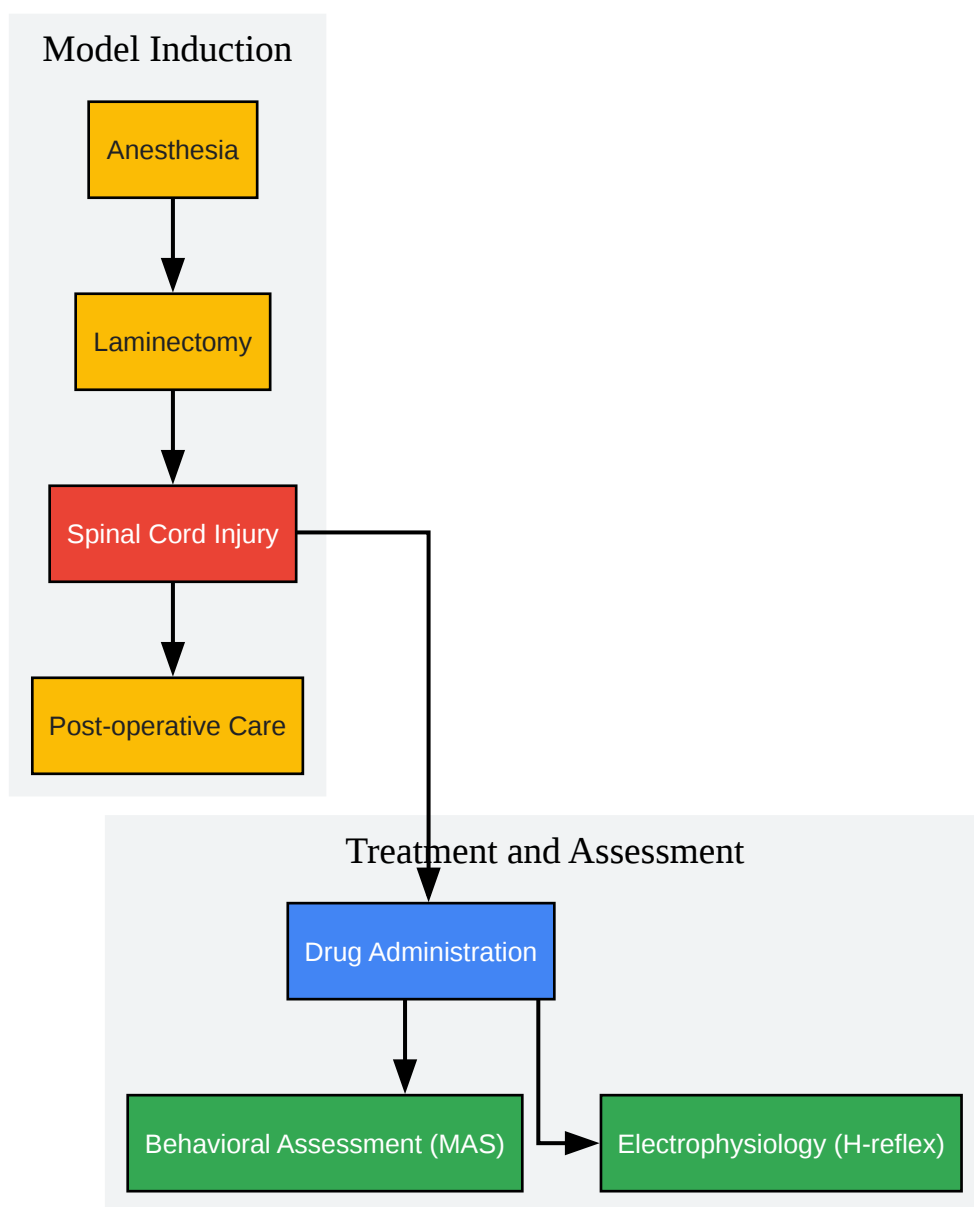 Model Induction
Anesthesia
Laminectomy
Spinal Cord Injury
Post-operative Care
Treatment and Assessment
Drug Administration
Behavioral Assessment (MAS)
Electrophysiology (H-reflex)